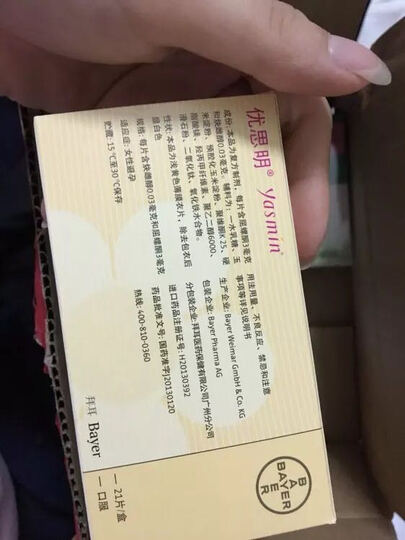 优思明® Yasmin®
成份:本品为复方制剂,每片含屈螺酮3毫克
和炔雌醇0.03毫克。辅料为:一水乳糖、玉
米淀粉、预胶化玉米淀粉、聚维酮K 25、硬
脂酸镁、羟丙甲纤维素、聚乙二醇6000、
滑石粉、二氧化钛、氧化铁水合物。
性状:本品为浅黄色薄膜衣片,除去包衣后
显白色
规格:每片含炔雌醇0.03毫克和屈螺酮3毫克
适应症:女性避孕
贮藏:15℃至30℃保存
用法用量、不良反应、禁忌和注意
事项等详见说明书
生产企业:Bayer Weimar GmbH & Co. KG
包装企业:Bayer Pharma AG
分包装企业:拜耳医药保健有限公司广州分公司
进口药品注册证号:H20130392
药品批准文号:国药准字J20130120
热线:400-810-0360
拜耳 Bayer
BAYER
BAYER
21片/盒
口服